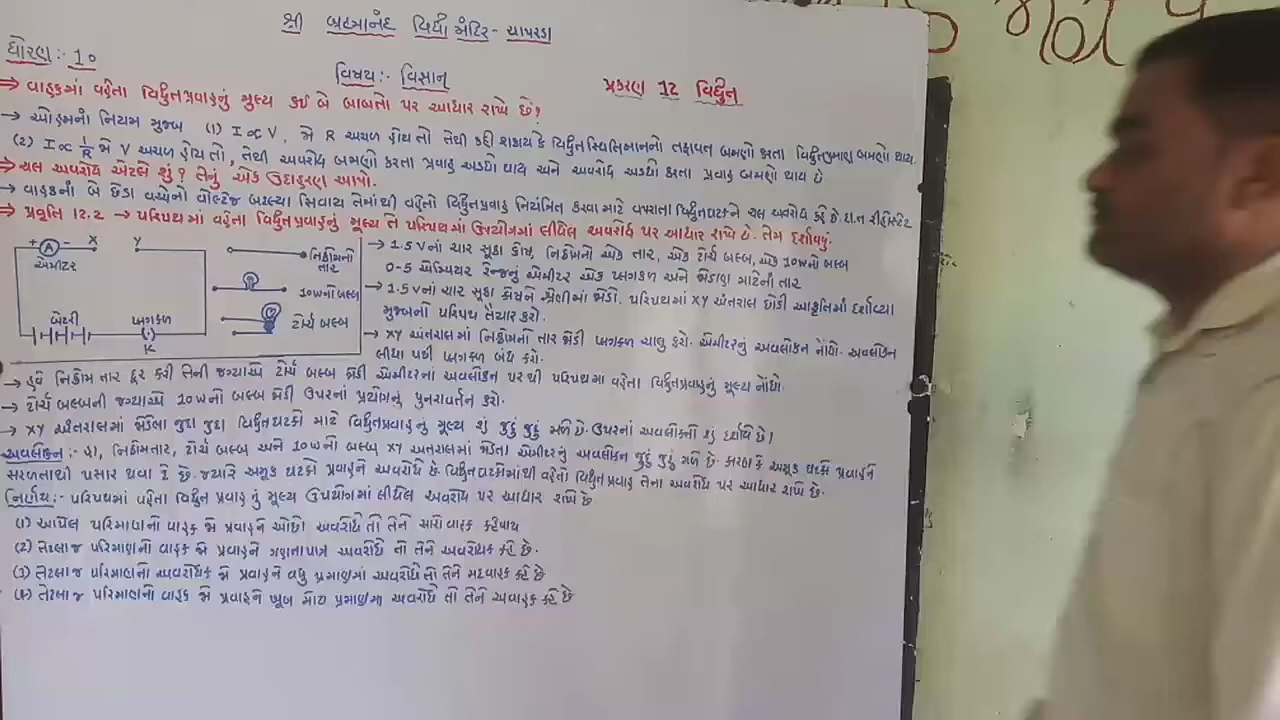 શ્રી બ્રહ્માનંદ વિદ્યા મંદિર - ચાપરડા
ધોરણ :- 10
વિષય :- વિજ્ઞાન
પ્રકરણ 12 વિદ્યુત
⇒ વાહકમાં વહેતા વિદ્યુતપ્રવાહનું મુલ્ય કઈ બે બાબતો પર આધાર રાખે છે?
→ ઓહમના નિયમ મુજબ (1) I ∝ V, જો R અચળ હોય તો તેથી કહી શકાય કે વિદ્યુતસ્થિતિમાનનો તફાવત બમણો કરતા વિદ્યુતપ્રવાહ બમણો થાય.
(2) I ∝ 1/R જો V અચળ હોય તો, તેથી અવરોધ બમણો કરતા પ્રવાહ અડધો થાય અને અવરોધ અડધો કરતા પ્રવાહ બમણો થાય છે
⇒ ચલ અવરોધ એટલે શું? તેનું એક ઉદાહરણ આપો.
→ વાહકના બે છેડા વચ્ચેનો વોલ્ટેજ બદલ્યા સિવાય તેમાંથી વહેતો વિદ્યુતપ્રવાહ નિયંત્રિત કરવા માટે વપરાતા વિદ્યુતઘટકને ચલ અવરોધ કહે છે. દા.ત રીહોસ્ટેટ
⇒ પ્રવૃતિ 12.2 → પરિપથમાં વહેતા વિદ્યુતપ્રવાહનું મુલ્ય તે પરિપથમાં ઉપયોગમાં લીધેલ અવરોધ પર આધાર રાખે છે. તેમ દર્શાવવું.
+ A - X Y
એમીટર
નિક્રોમનો તાર
10W નો બલ્બ
ટોર્ચ બલ્બ
બેટરી
પ્લગકળ
K
→ 1.5 Vના ચાર સૂકા કોષ, નિક્રોમનો એક તાર, એક ટોર્ચ બલ્બ, એક 10W નો બલ્બ
0-5 એમ્પિયર રેન્જનું એમીટર એક પ્લગકળ અને જોડાણ માટેની તાર
→ 1.5 Vના ચાર સૂકા કોષને શ્રેણીમાં જોડો. પરિપથમાં XY અંતરાલ છોડી આકૃતિમાં દર્શાવ્યા
મુજબનો પરિપથ તૈયાર કરો.
→ XY અંતરાલમાં નિક્રોમનો તાર જોડી પ્લગકળ ચાલુ કરો. એમીટરનું અવલોકન નોંધો. અવલોકન
લીધા પછી પ્લગકળ બંધ કરો.
→ હવે નિક્રોમ તાર દૂર કરી તેની જગ્યાએ ટોર્ચ બલ્બ જોડી એમીટરના અવલોકન પરથી પરિપથમાં વહેતા વિદ્યુતપ્રવાહનું મૂલ્ય નોંધો.
→ ટોર્ચ બલ્બની જગ્યાએ 10W નો બલ્બ જોડી ઉપરના પ્રયોગનું પુનરાવર્તન કરો.
→ XY અંતરાલમાં જોડેલા જુદા જુદા વિદ્યુતઘટકો માટે વિદ્યુતપ્રવાહનું મૂલ્ય શું જુદું જુદું મળે છે. ઉપરના અવલોકનો શું દર્શાવે છે!
અવલોકન :- હા, નિક્રોમતાર, ટોર્ચ બલ્બ અને 10W નો બલ્બ XY અંતરાલમાં જોડતા એમીટરનું અવલોકન જુદું જુદું મળે છે. કારણ કે અમુક ઘટકો પ્રવાહને
સરળતાથી પસાર થવા દે છે. જ્યારે અમુક ઘટકો પ્રવાહને અવરોધે છે. વિદ્યુતઘટકોમાંથી વહેતો વિદ્યુત પ્રવાહ તેના અવરોધ પર આધાર રાખે છે.
નિર્ણય :- પરિપથમાં વહેતા વિદ્યુત પ્રવાહ નું મુલ્ય ઉપયોગમાં લીધેલ અવરોધ પર આધાર રાખે છે
(1) આપેલ પરિમાણનો વાહક જો પ્રવાહને ઓછો અવરોધે તો તેને સારો વાહક કહેવાય
(2) તેટલાજ પરિમાણનો વાહક જો પ્રવાહને ગણનાપાત્ર અવરોધે તો તેને અવરોધક કહે છે.
(3) તેટલાજ પરિમાણનો અવરોધક જો પ્રવાહને વધુ પ્રમાણમાં અવરોધે તો તેને મંદવાહક કહે છે
(4) તેટલાજ પરિમાણનો વાહક જો પ્રવાહને ખૂબ મોટા પ્રમાણમાં અવરોધે તો તેને અવાહક કહે છે